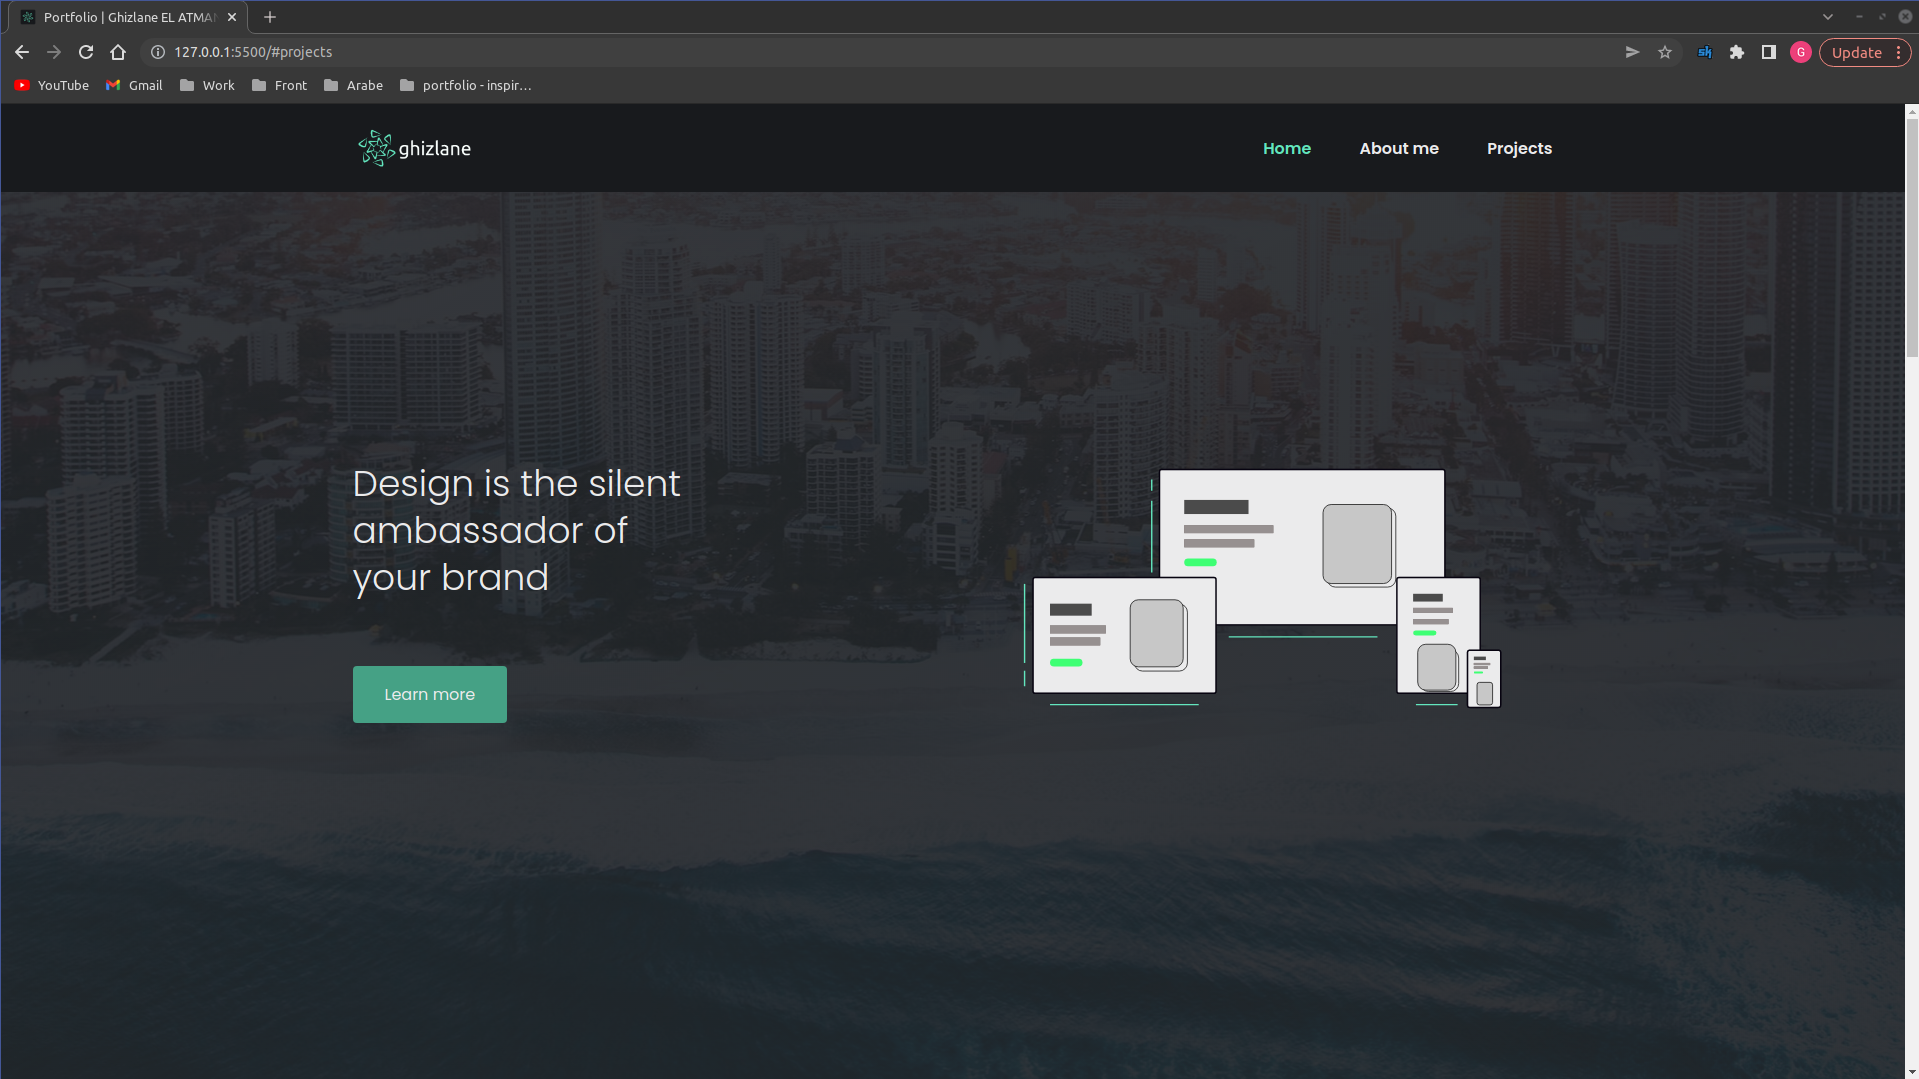 Portfolio | Ghizlane EL ATMA
127.0.0.1:5500/#projects
Update
G
YouTube
Gmail
Work
Front
Arabe
portfolio - inspir...
ghizlane
Home
About me
Projects
Design is the silent
ambassador of
your brand
Learn more